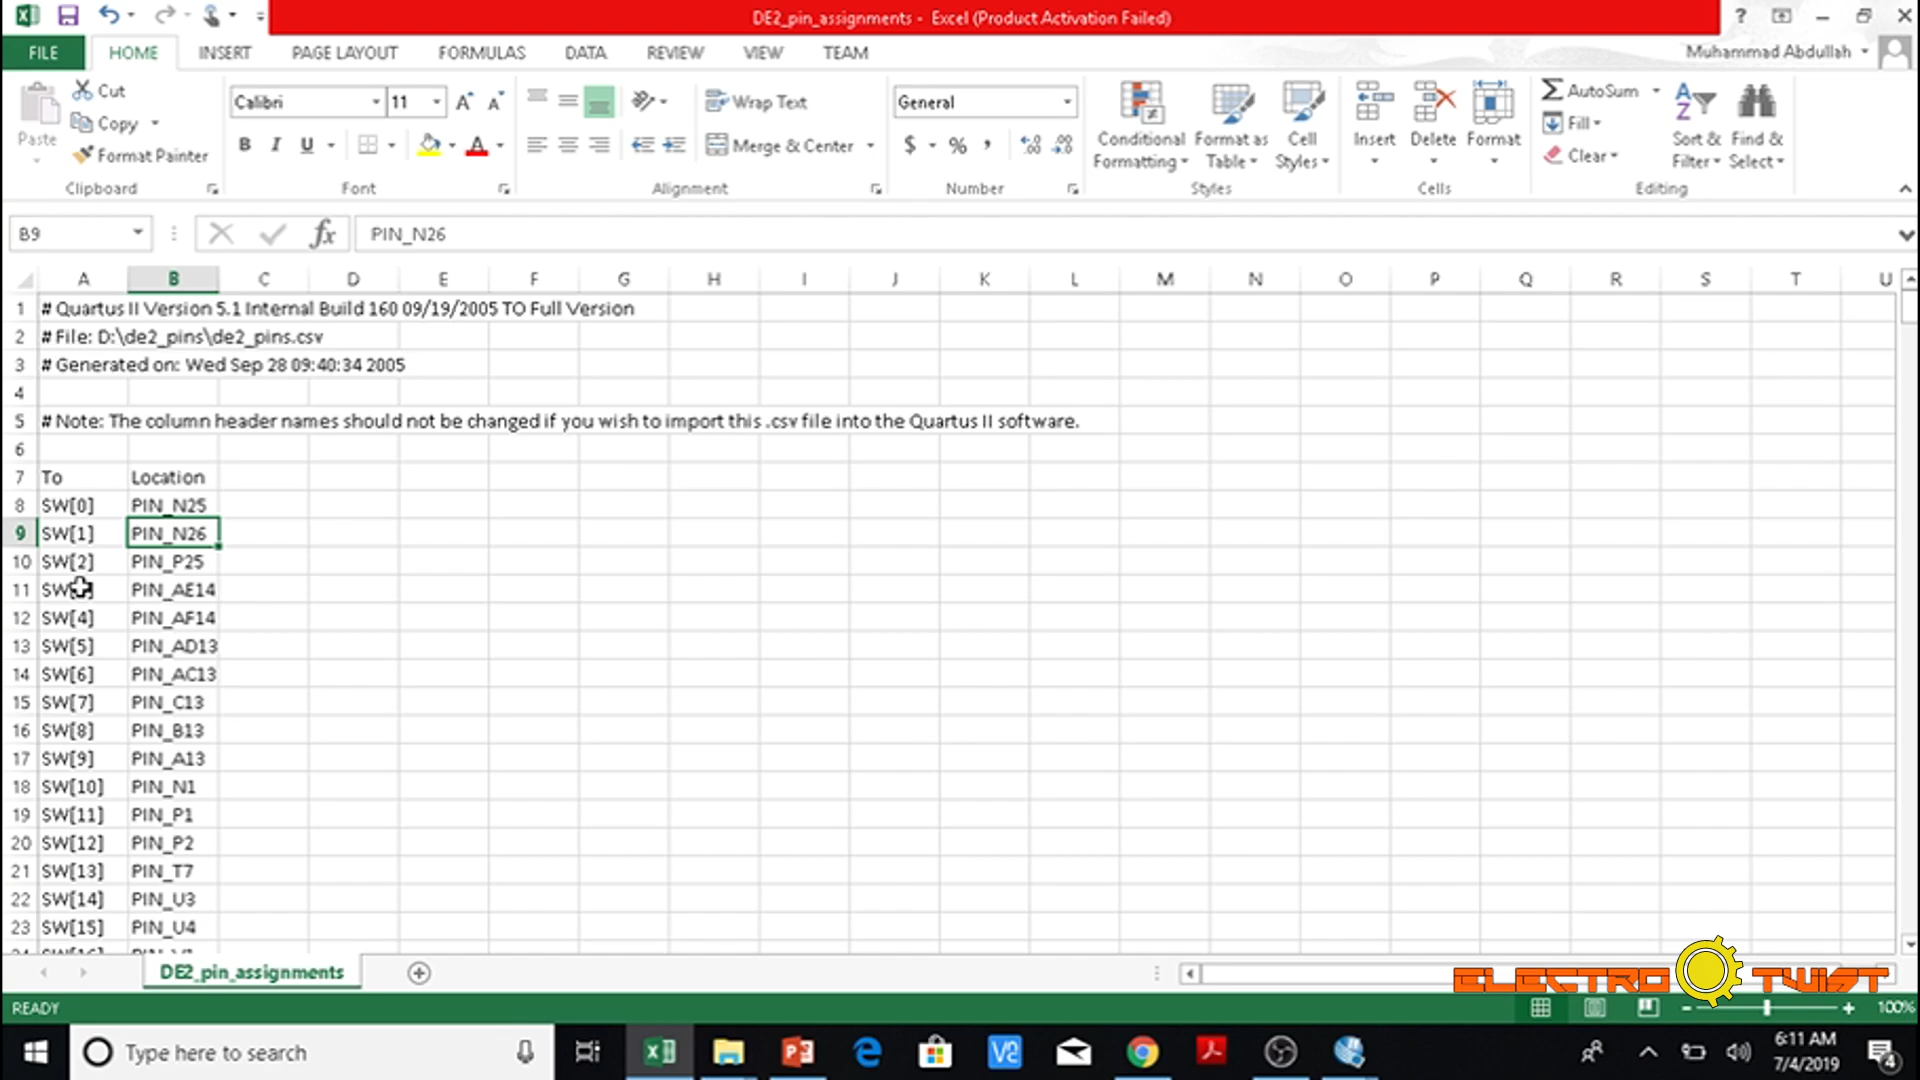 DE2_pin_assignments - Excel (Product Activation Failed)
FILE HOME INSERT PAGE LAYOUT FORMULAS DATA REVIEW VIEW TEAM Muhammad Abdullah
Paste
Cut
Copy
Format Painter
Clipboard
Calibri 11
B I U
Font
Wrap Text
Merge & Center
Alignment
General
$ % ,
Number
Conditional Formatting
Format as Table
Cell Styles
Styles
Insert Delete Format
Cells
AutoSum
Fill
Clear
Sort & Filter
Find & Select
Editing
B9 fx PIN_N26
A B C D E F G H I J K L M N O P Q R S T U
1 # Quartus II Version 5.1 Internal Build 160 09/19/2005 TO Full Version
2 # File: D:\de2_pins\de2_pins.csv
3 # Generated on: Wed Sep 28 09:40:34 2005
4
5 # Note: The column header names should not be changed if you wish to import this .csv file into the Quartus II software.
6
7 To Location
8 SW[0] PIN_N25
9 SW[1] PIN_N26
10 SW[2] PIN_P25
11 SW PIN_AE14
12 SW[4] PIN_AF14
13 SW[5] PIN_AD13
14 SW[6] PIN_AC13
15 SW[7] PIN_C13
16 SW[8] PIN_B13
17 SW[9] PIN_A13
18 SW[10] PIN_N1
19 SW[11] PIN_P1
20 SW[12] PIN_P2
21 SW[13] PIN_T7
22 SW[14] PIN_U3
23 SW[15] PIN_U4
DE2_pin_assignments
ELECTRO TWIST
READY 100%
Type here to search
6:11 AM
7/4/2019
4